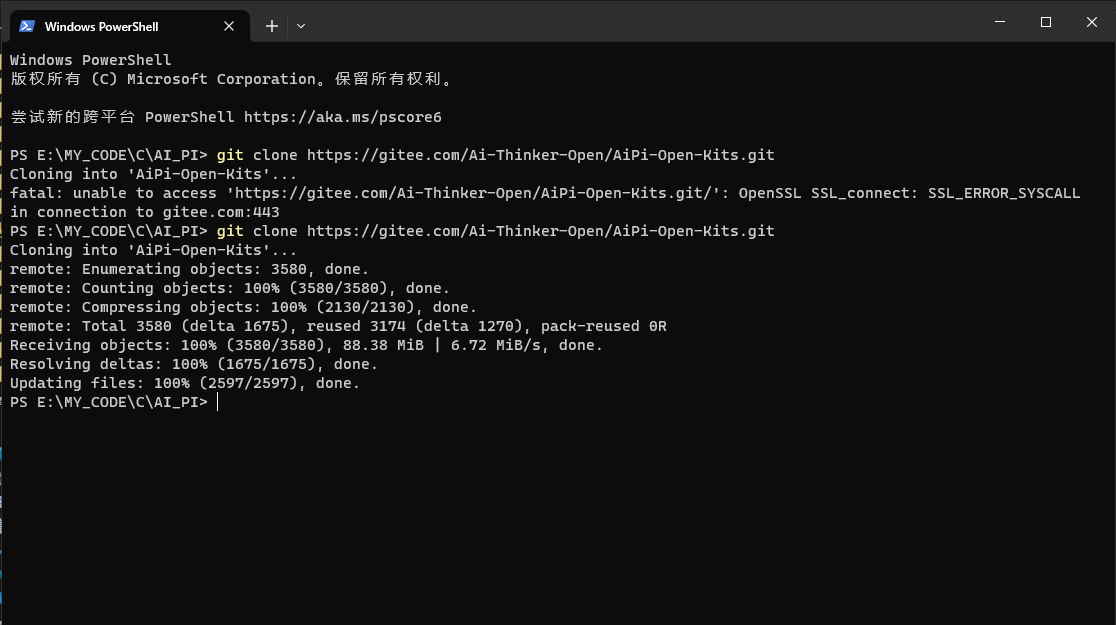 Windows PowerShell
Windows PowerShell
版权所有 (C) Microsoft Corporation。保留所有权利。
尝试新的跨平台 PowerShell https://aka.ms/pscore6
PS E:\MY_CODE\C\AI_PI> git clone https://gitee.com/Ai-Thinker-Open/AiPi-Open-Kits.git
Cloning into 'AiPi-Open-Kits'...
fatal: unable to access 'https://gitee.com/Ai-Thinker-Open/AiPi-Open-Kits.git/': OpenSSL SSL_connect: SSL_ERROR_SYSCALL
in connection to gitee.com:443
PS E:\MY_CODE\C\AI_PI> git clone https://gitee.com/Ai-Thinker-Open/AiPi-Open-Kits.git
Cloning into 'AiPi-Open-Kits'...
remote: Enumerating objects: 3580, done.
remote: Counting objects: 100% (3580/3580), done.
remote: Compressing objects: 100% (2130/2130), done.
remote: Total 3580 (delta 1675), reused 3174 (delta 1270), pack-reused 0R
Receiving objects: 100% (3580/3580), 88.38 MiB | 6.72 MiB/s, done.
Resolving deltas: 100% (1675/1675), done.
Updating files: 100% (2597/2597), done.
PS E:\MY_CODE\C\AI_PI>